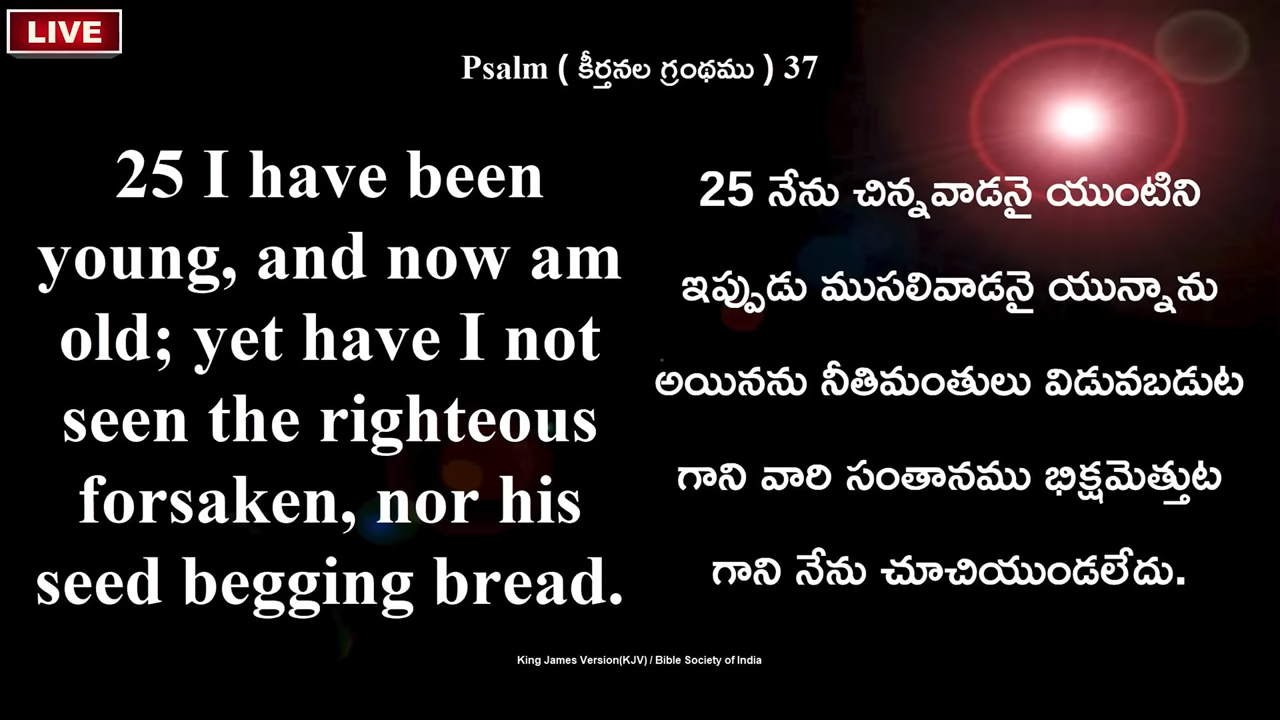 LIVE
Psalm ( కీర్తనల గ్రంథము ) 37
25 I have been
young, and now am
old; yet have I not
seen the righteous
forsaken, nor his
seed begging bread.
25 నేను చిన్నవాడనై యుంటిని
ఇప్పుడు ముసలివాడనై యున్నాను
అయినను నీతిమంతులు విడువబడుట
గాని వారి సంతానము భిక్షమెత్తుట
గాని నేను చూచియుండలేదు.
King James Version(KJV) / Bible Society of India